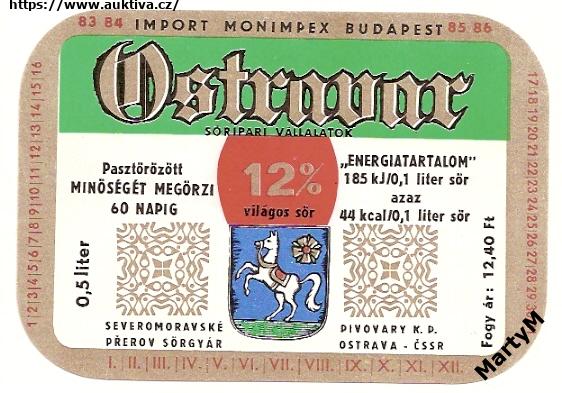 https://www.auktiva.cz/
83 84 IMPORT MONIMPEX BUDAPEST 85 86
Ostravar
SÖRIPARI VÁLLALATOK
Pasztörözött
MINŐSÉGÉT MEGŐRZI
60 NAPIG
12%
világos sör
„ENERGIATARTALOM"
185 kJ/0,1 liter sör
azaz
44 kcal/0,1 liter sör
0,5 liter
Fogy ár: 12,40 Ft
SEVEROMORAVSKÉ
PŘEROV SÖRGYÁR
PIVOVARY K. P.
OSTRAVA - ČSSR
1|2|3|4|5|6|7|8|9|10|11|12|13|14|15|16
17|18|19|20|21|22|23|24|25|26|27|28|29
I.|II.|III.|IV.|V.|VI.|VII.|VIII.|IX.|X.|XI.|XII.
MartyM